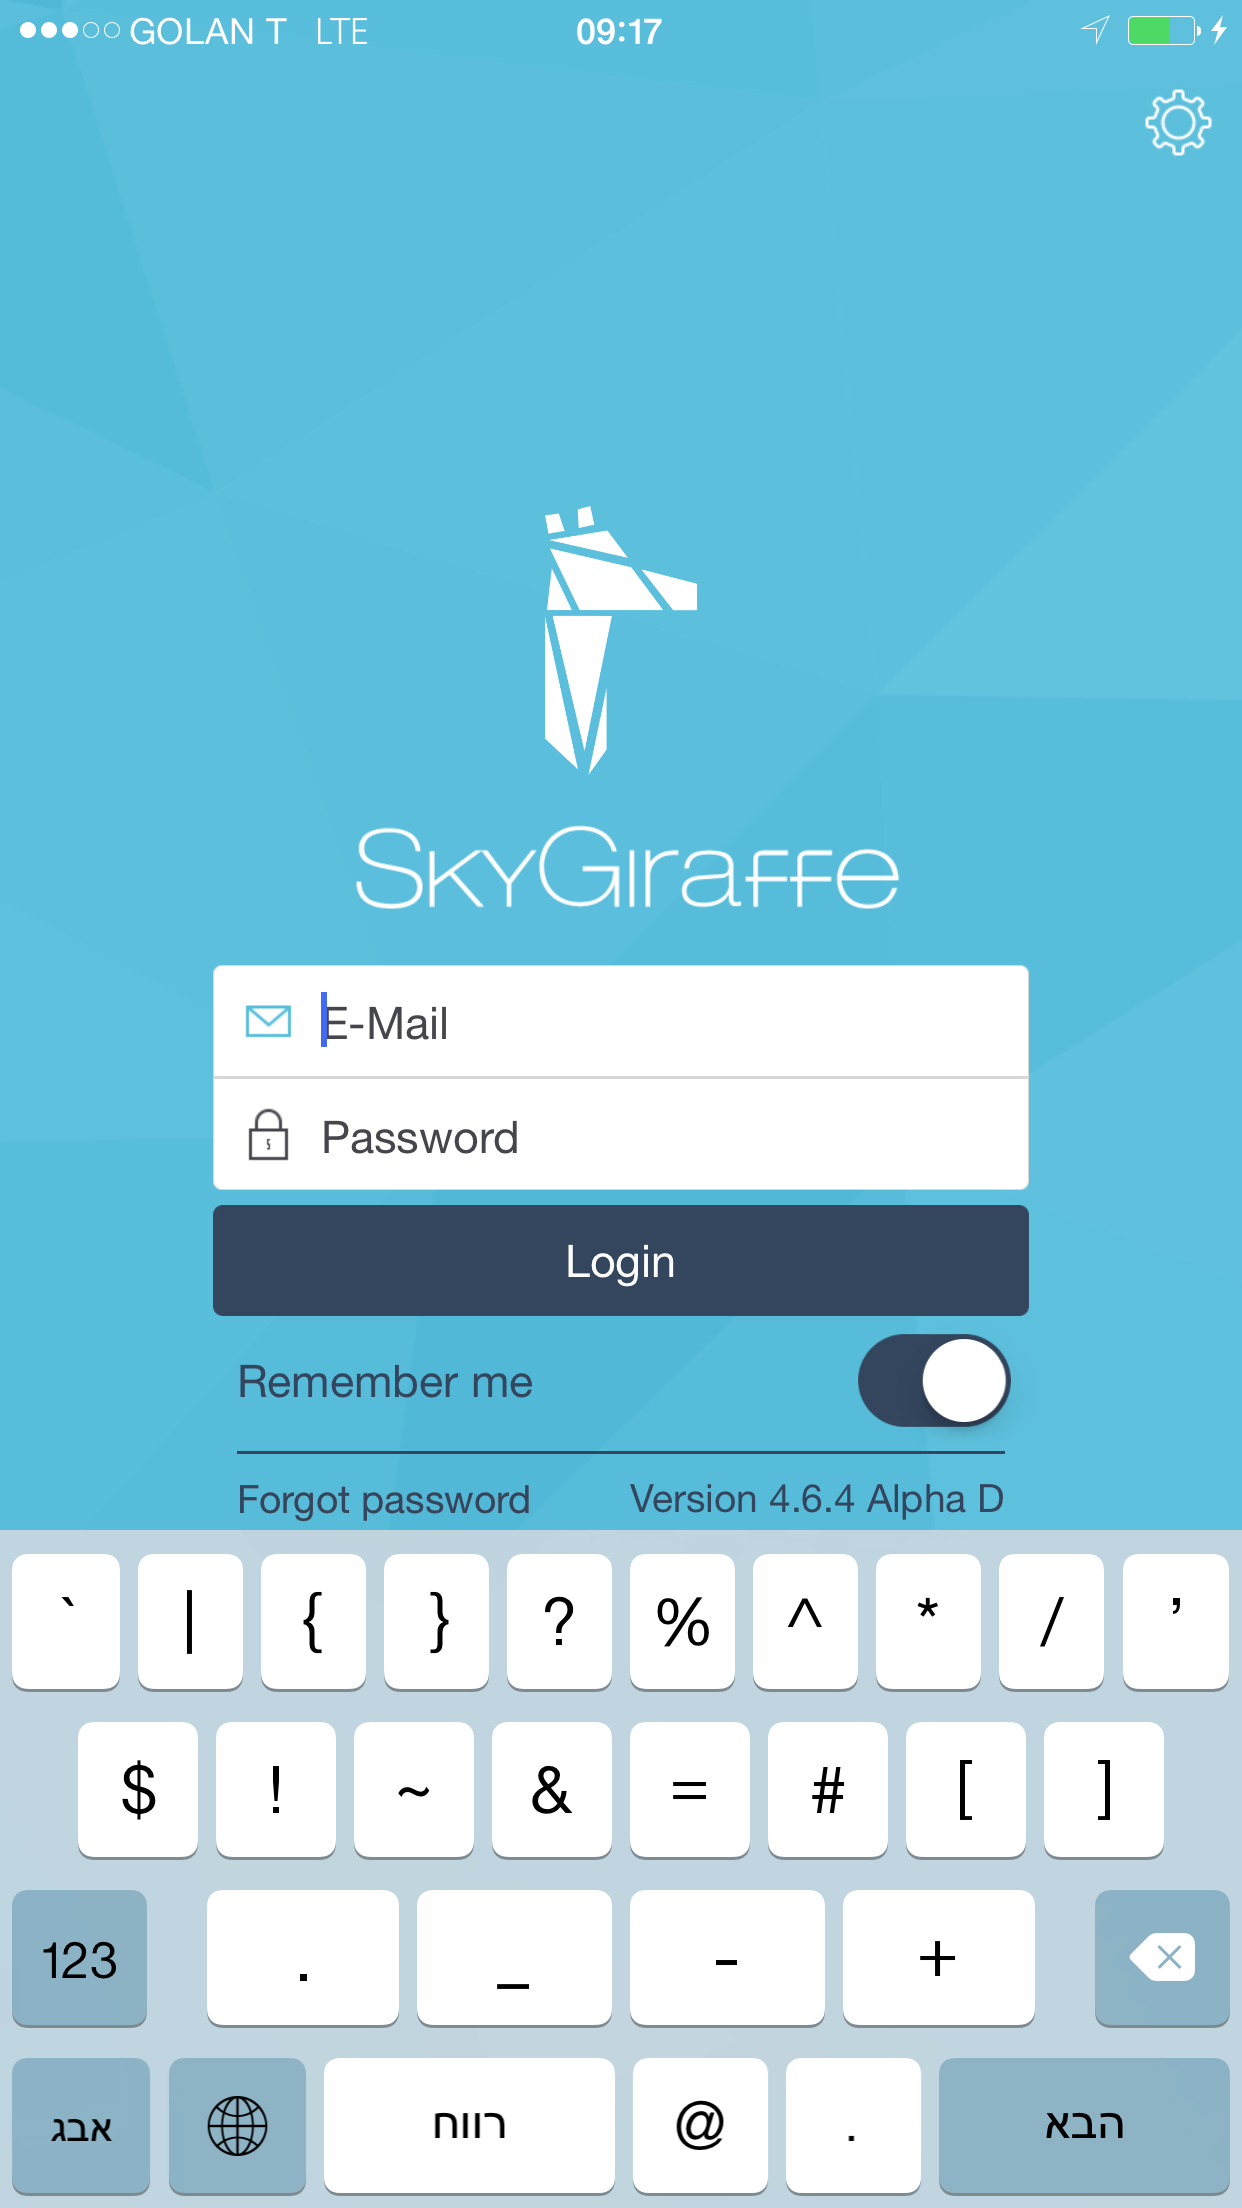 GOLAN T LTE 09:17
SKYGIRAFFE
E-Mail
Password
Login
Remember me
Forgot password Version 4.6.4 Alpha D
` | { } ? % ^ * / ’
$ ! ~ & = # [ ]
123 . _ - +
אבג רווח @ . הבא